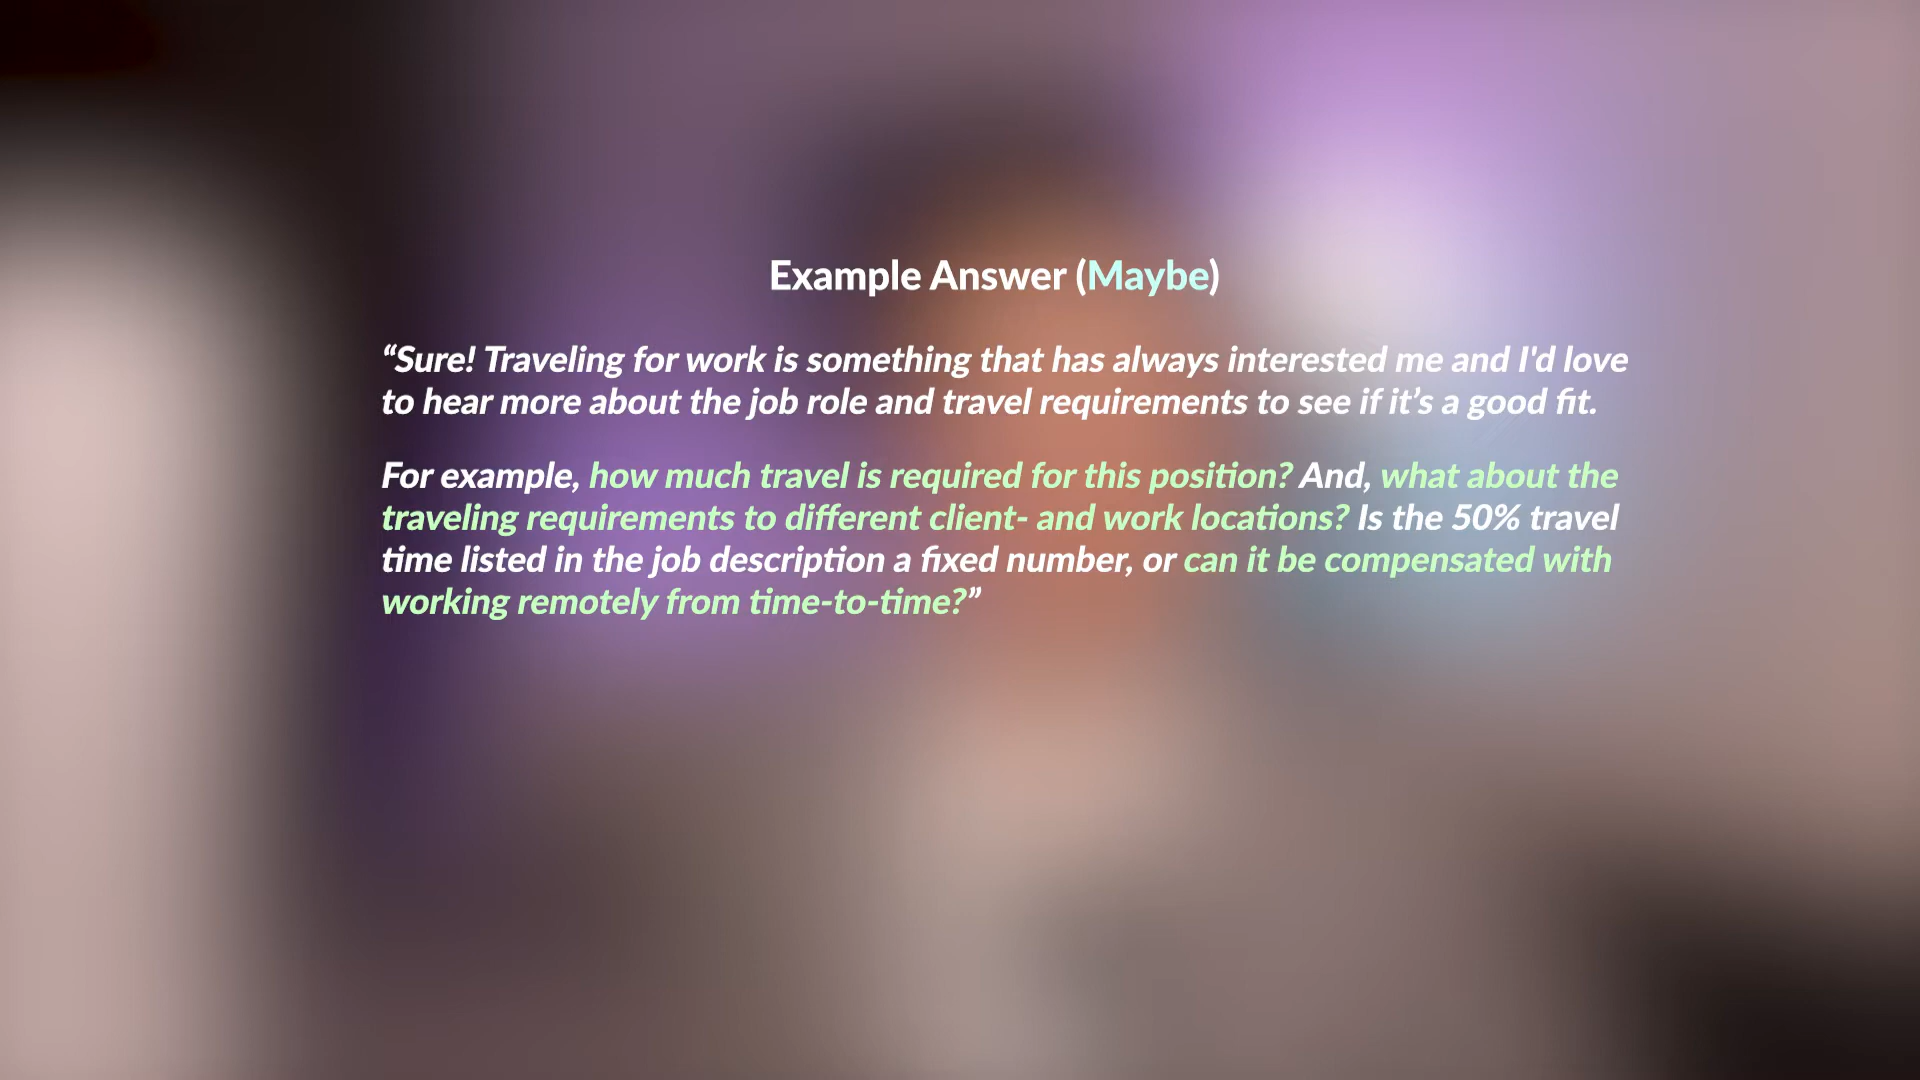 Example Answer (Maybe)
“Sure! Traveling for work is something that has always interested me and I'd love
to hear more about the job role and travel requirements to see if it’s a good fit.
For example, how much travel is required for this position? And, what about the
traveling requirements to different client- and work locations? Is the 50% travel
time listed in the job description a fixed number, or can it be compensated with
working remotely from time-to-time?”